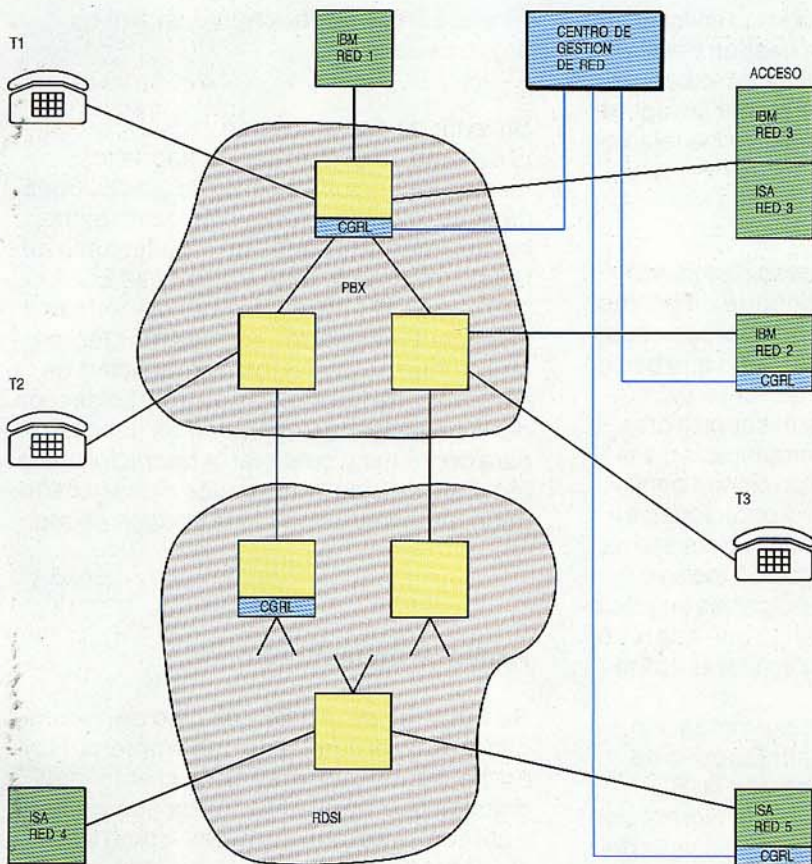 T1
IBM
RED 1
CENTRO DE
GESTION
DE RED
ACCESO
IBM
RED 3
ISA
RED 3
CGRL
PBX
IBM
RED 2
CGRL
T2
T3
CGRL
RDSI
ISA
RED 4
ISA
RED 5
CGRL